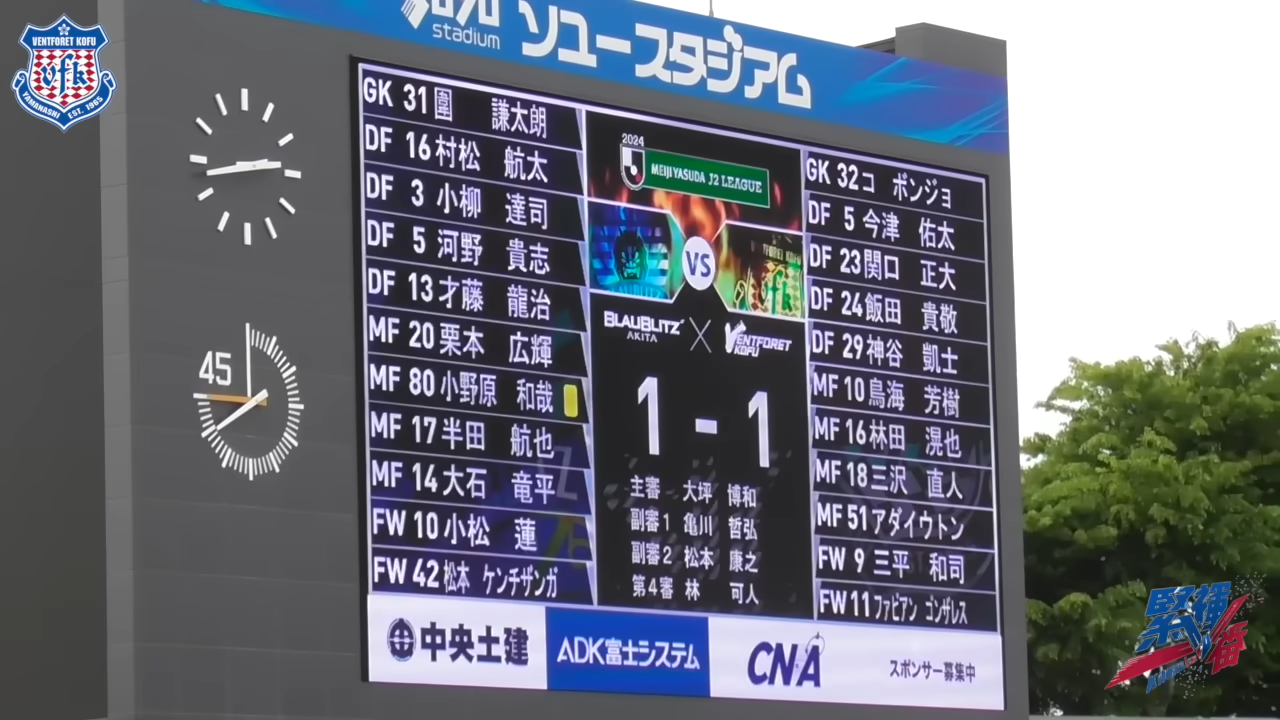 VENTFORET KOFU
vfk
YAMANASHI EST. 1965
stadium ソユースタジアム
45
GK 31 圍 謙太朗
DF 16 村松 航太
DF 3 小柳 達司
DF 5 河野 貴志
DF 13 才藤 龍治
MF 20 栗本 広輝
MF 80 小野原 和哉
MF 17 半田 航也
MF 14 大石 竜平
FW 10 小松 蓮
FW 42 松本 ケンチザンガ
2024
MEIJI YASUDA J2 LEAGUE
VS
BLAUBLITZ AKITA
VENTFORET KOFU
1 - 1
主審 大坪 博和
副審1 亀川 哲弘
副審2 松本 康之
第4審 林 可人
GK 32 コ ボンジョ
DF 5 今津 佑太
DF 23 関口 正大
DF 24 飯田 貴敬
DF 29 神谷 凱士
MF 10 鳥海 芳樹
MF 16 林田 滉也
MF 18 三沢 直人
MF 51 アダイウトン
FW 9 三平 和司
FW 11 ファビアン ゴンザレス
中央土建
ADK富士システム
CNA
スポンサー募集中
緊褌一番